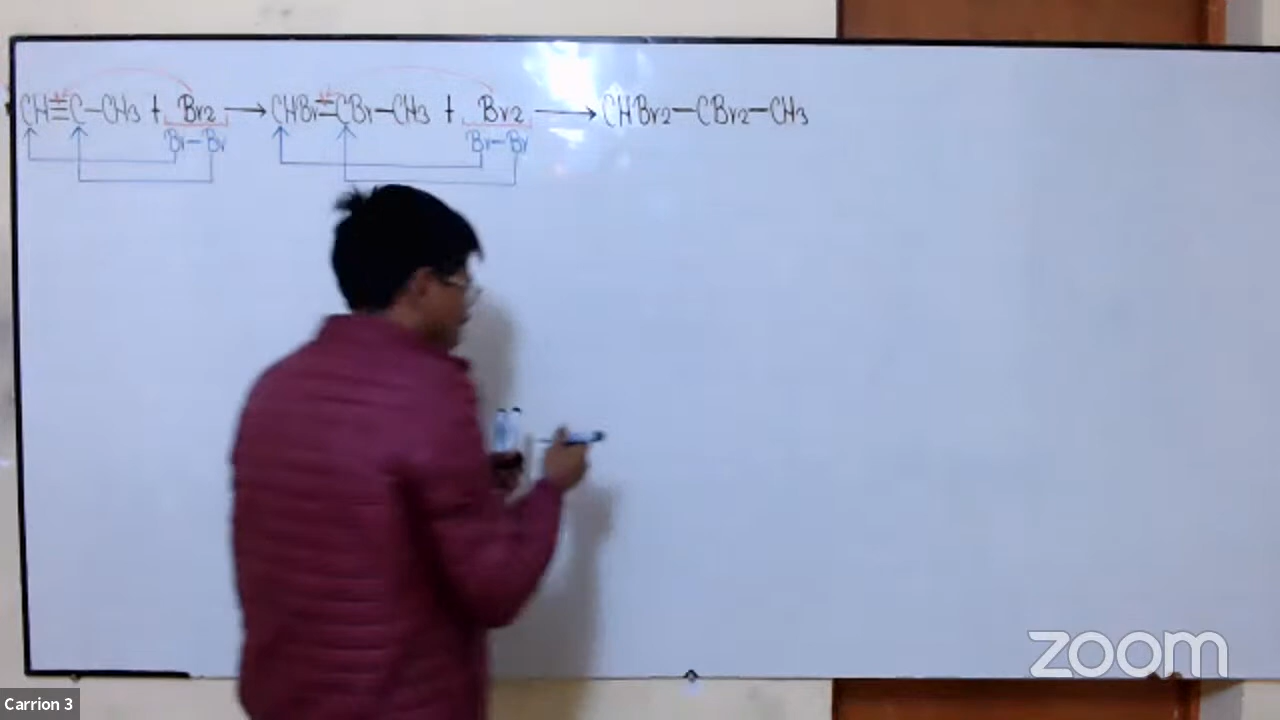 CH≡C-CH3 + Br2 → CHBr=CBr-CH3 + Br2 → CHBr2-CBr2-CH3
Br-Br Br-Br
zoom
Carrion 3